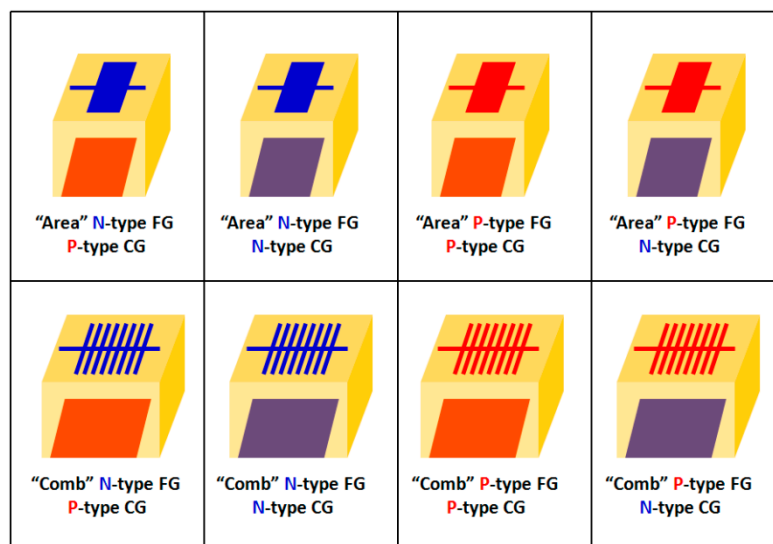 “Area” N-type FG
P-type CG
“Area” N-type FG
N-type CG
“Area” P-type FG
P-type CG
“Area” P-type FG
N-type CG
“Comb” N-type FG
P-type CG
“Comb” N-type FG
N-type CG
“Comb” P-type FG
P-type CG
“Comb” P-type FG
N-type CG